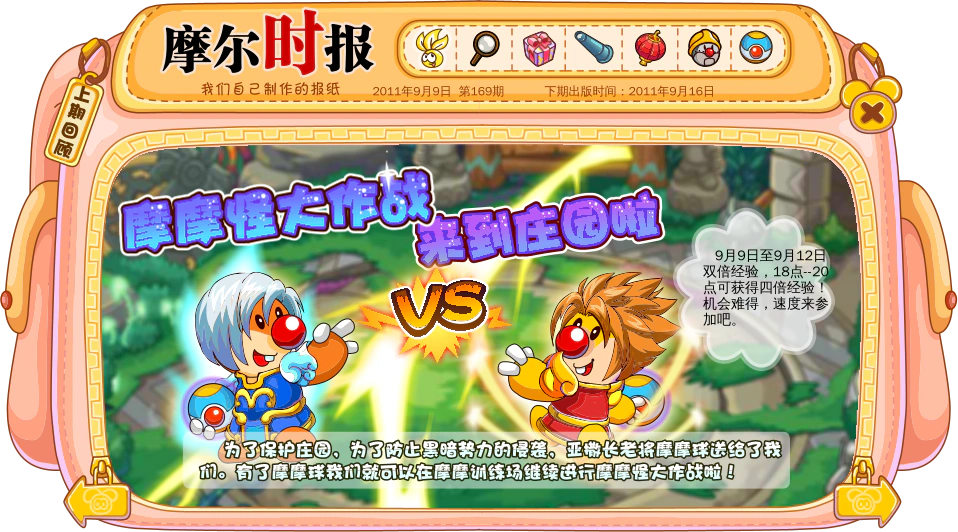 摩尔时报
我们自己制作的报纸
2011年9月9日 第169期
下期出版时间：2011年9月16日
上期回顾
摩摩怪大作战
来到庄园啦
VS
9月9日至9月12日
双倍经验，18点--20
点可获得四倍经验！
机会难得，速度来参
加吧。
为了保护庄园，为了防止黑暗势力的侵袭，亚微长老将摩摩球送给了我
们。有了摩摩球我们就可以在摩摩训练场继续进行摩摩怪大作战啦！